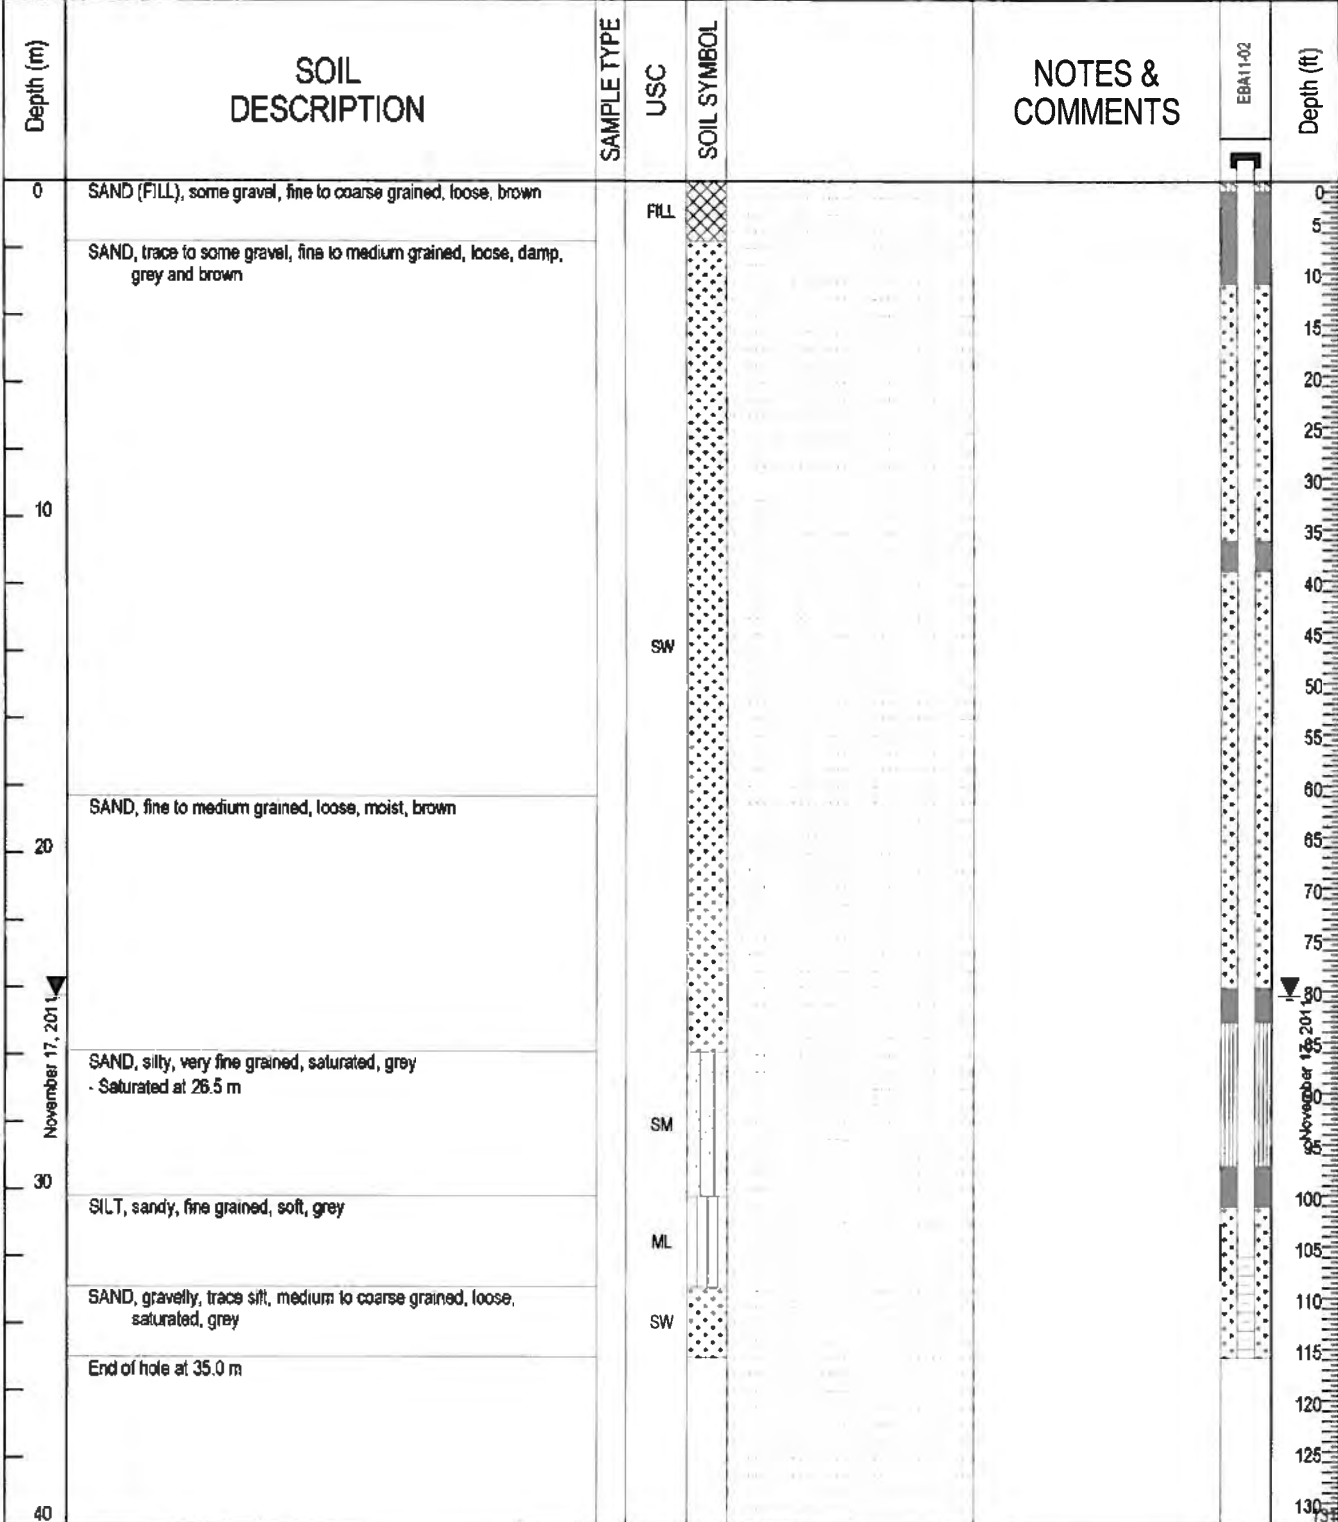 Depth (m)
SOIL
DESCRIPTION
SAMPLE TYPE
USC
SOIL SYMBOL
NOTES &
COMMENTS
EBA11-02
Depth (ft)
0
SAND (FILL), some gravel, fine to coarse grained, loose, brown
FILL
SAND, trace to some gravel, fine to medium grained, loose, damp,
grey and brown
10
SW
SAND, fine to medium grained, loose, moist, brown
20
November 17, 2011
SAND, silty, very fine grained, saturated, grey
- Saturated at 26.5 m
SM
30
SILT, sandy, fine grained, soft, grey
ML
SAND, gravelly, trace silt, medium to coarse grained, loose,
saturated, grey
SW
End of hole at 35.0 m
40
0
5
10
15
20
25
30
35
40
45
50
55
60
65
70
75
80
November 17, 2011
85
90
95
100
105
110
115
120
125
130